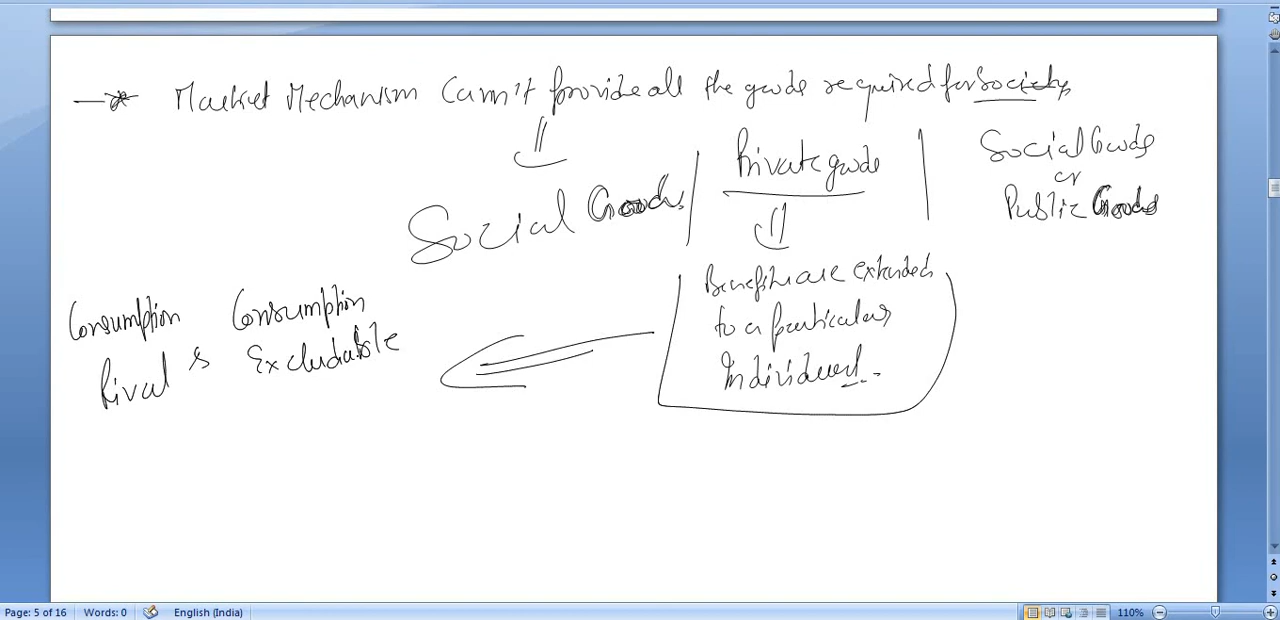 Market Mechanism Can't provide all the goods required for Society
Social Goods
Private goods
Social Goods
or
Public Goods
Benefits are extended
to a particular
Individual
Consumption Rival &
Consumption Excludable
Page: 5 of 16 Words: 0 English (India) 110%